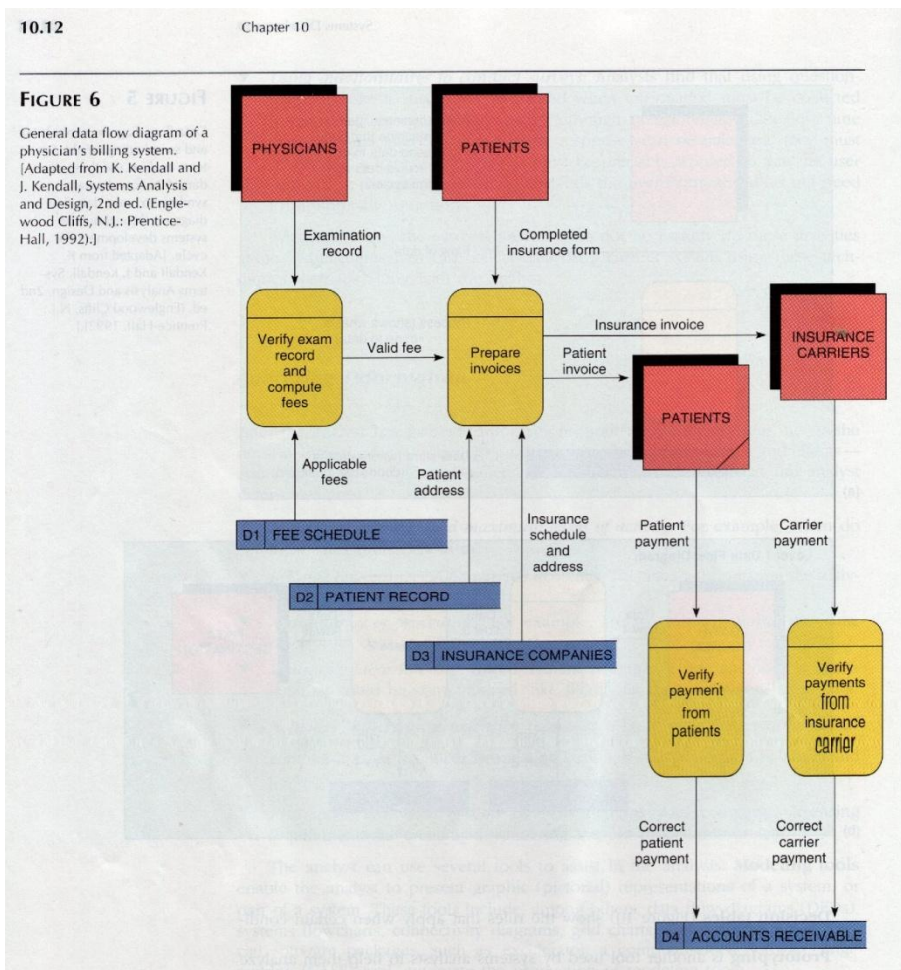 10.12
Chapter 10
FIGURE 6
General data flow diagram of a
physician's billing system.
[Adapted from K. Kendall and
J. Kendall, Systems Analysis
and Design, 2nd ed. (Engle-
wood Cliffs, N.J.: Prentice-
Hall, 1992).]
PHYSICIANS
PATIENTS
Examination
record
Completed
insurance form
Verify exam
record
and
compute
fees
Valid fee
Prepare
invoices
Insurance invoice
Patient
invoice
INSURANCE
CARRIERS
PATIENTS
Applicable
fees
Patient
address
Insurance
schedule
and
address
Patient
payment
Carrier
payment
D1 FEE SCHEDULE
D2 PATIENT RECORD
D3 INSURANCE COMPANIES
Verify
payment
from
patients
Verify
payments
from
insurance
carrier
Correct
patient
payment
Correct
carrier
payment
D4 ACCOUNTS RECEIVABLE